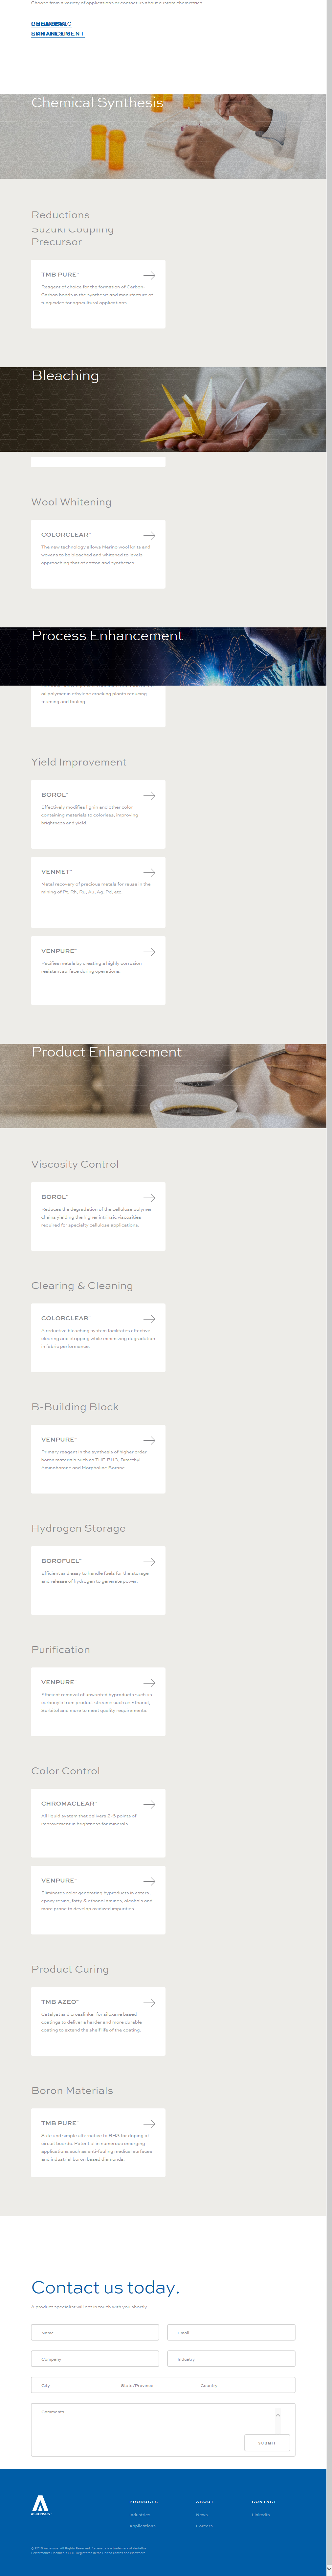 Choose from a variety of applications or contact us about custom chemistries.
Chemical Synthesis
Reductions
Suzuki Coupling
Precursor
TMB PURE™
Reagent of choice for the formation of Carbon-
Carbon bonds in the synthesis and manufacture of
fungicides for agricultural applications.
Bleaching
Wool Whitening
COLORCLEAR™
The new technology allows Merino wool knits and
wovens to be bleached and whitened to levels
approaching that of cotton and synthetics.
Process Enhancement
oil polymer in ethylene cracking plants reducing
foaming and fouling.
Yield Improvement
BOROL™
Effectively modifies lignin and other color
containing materials to colorless, improving
brightness and yield.
VENMET™
Metal recovery of precious metals for reuse in the
mining of Pt, Rh, Ru, Au, Ag, Pd, etc.
VENPURE™
Pacifies metals by creating a highly corrosion
resistant surface during operations.
Product Enhancement
Viscosity Control
BOROL™
Reduces the degradation of the cellulose polymer
chains yielding the higher intrinsic viscosities
required for specialty cellulose applications.
Clearing & Cleaning
COLORCLEAR™
A reductive bleaching system facilitates effective
clearing and stripping while minimizing degradation
in fabric performance.
B-Building Block
VENPURE™
Primary reagent in the synthesis of higher order
boron materials such as THF-BH3, Dimethyl
Aminoborane and Morpholine Borane.
Hydrogen Storage
BOROFUEL™
Efficient and easy to handle fuels for the storage
and release of hydrogen to generate power.
Purification
VENPURE™
Efficient removal of unwanted byproducts such as
carbonyls from product streams such as Ethanol,
Sorbitol and more to meet quality requirements.
Color Control
CHROMACLEAR™
All liquid system that delivers 2-6 points of
improvement in brightness for minerals.
VENPURE™
Eliminates color generating byproducts in esters,
epoxy resins, fatty & ethanol amines, alcohols and
more prone to develop oxidized impurities.
Product Curing
TMB AZEO™
Catalyst and crosslinker for siloxane based
coatings to deliver a harder and more durable
coating to extend the shelf life of the coating.
Boron Materials
TMB PURE™
Safe and simple alternative to BH3 for doping of
circuit boards. Potential in numerous emerging
applications such as anti-fouling medical surfaces
and industrial boron based diamonds.
Contact us today.
A product specialist will get in touch with you shortly.
Name
Email
Company
Industry
City
State/Province
Country
Comments
SUBMIT
PRODUCTS
ABOUT
CONTACT
Industries
News
LinkedIn
Applications
Careers